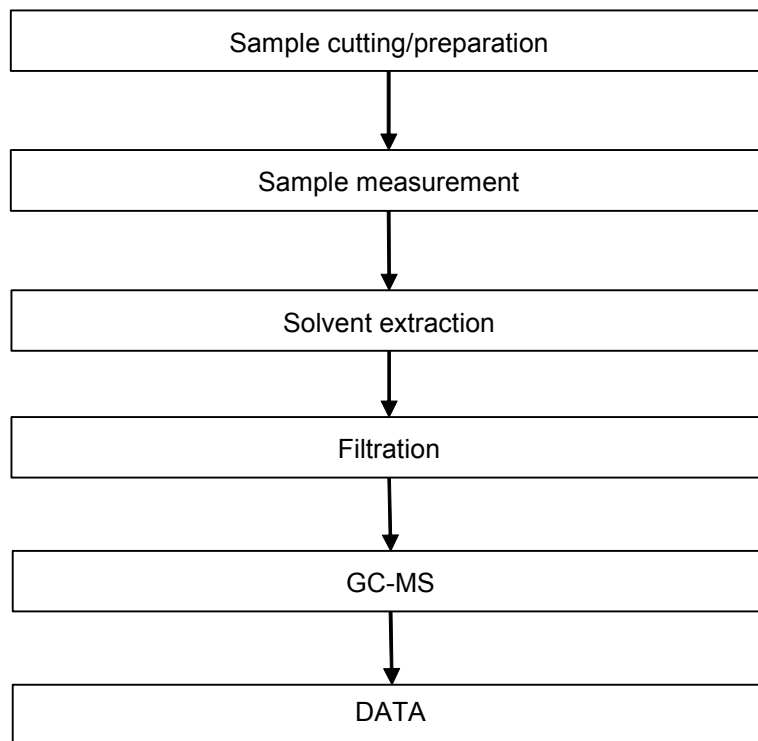 Sample cutting/preparation
Sample measurement
Solvent extraction
Filtration
GC-MS
DATA